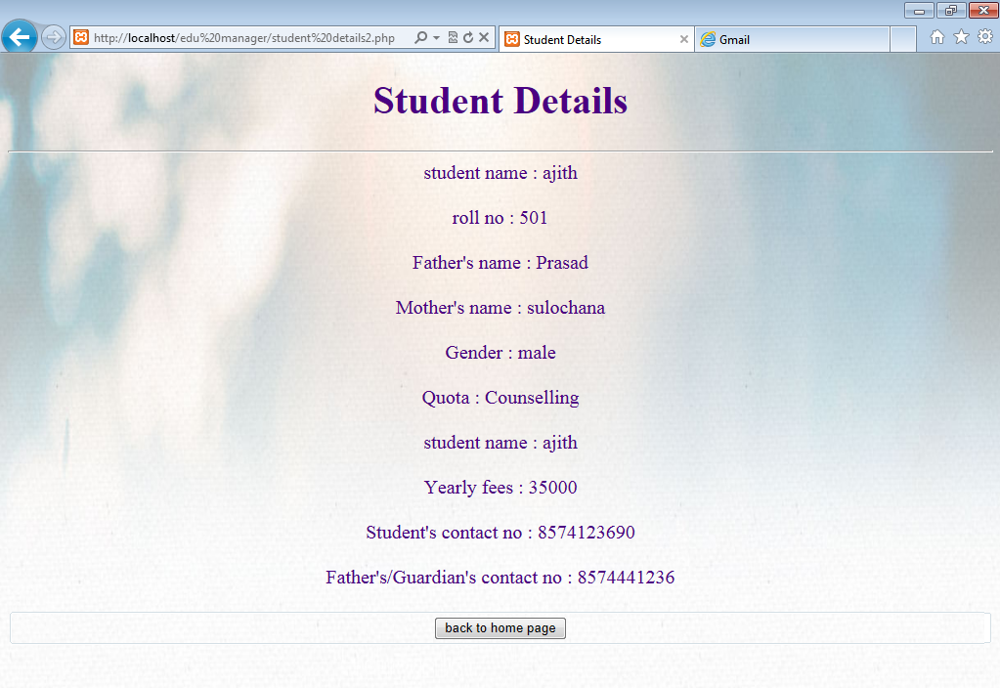 http://localhost/edu%20manager/student%20details2.php
Student Details
Gmail
Student Details
student name : ajith
roll no : 501
Father's name : Prasad
Mother's name : sulochana
Gender : male
Quota : Counselling
student name : ajith
Yearly fees : 35000
Student's contact no : 8574123690
Father's/Guardian's contact no : 8574441236
back to home page